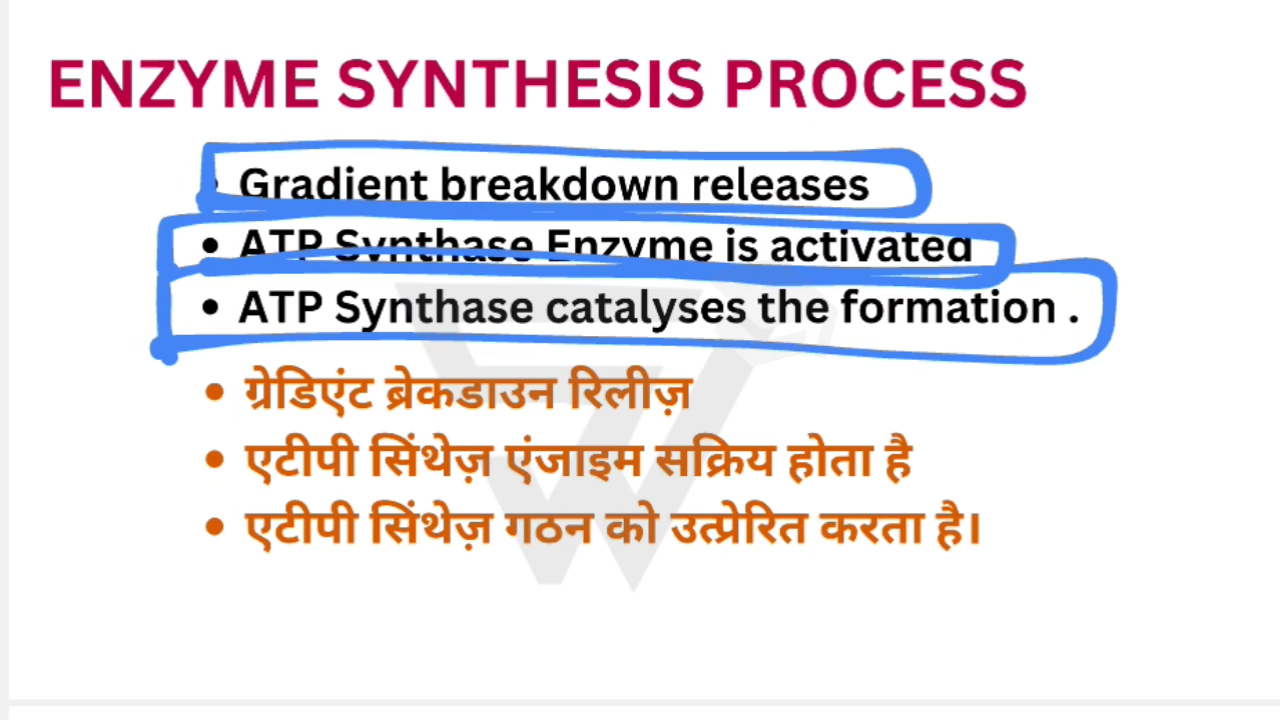 ENZYME SYNTHESIS PROCESS
• Gradient breakdown releases
• ATP Synthase Enzyme is activated
• ATP Synthase catalyses the formation .
• ग्रेडिएंट ब्रेकडाउन रिलीज़
• एटीपी सिंथेज़ एंजाइम सक्रिय होता है
• एटीपी सिंथेज़ गठन को उत्प्रेरित करता है।